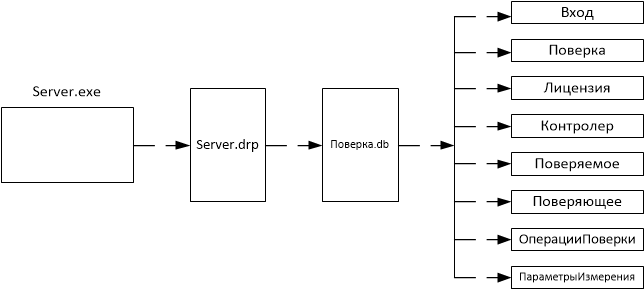 Server.exe
Server.drp
Поверка.db
Вход
Поверка
Лицензия
Контролер
Поверяемое
Поверяющее
ОперацииПоверки
ПараметрыИзмерения